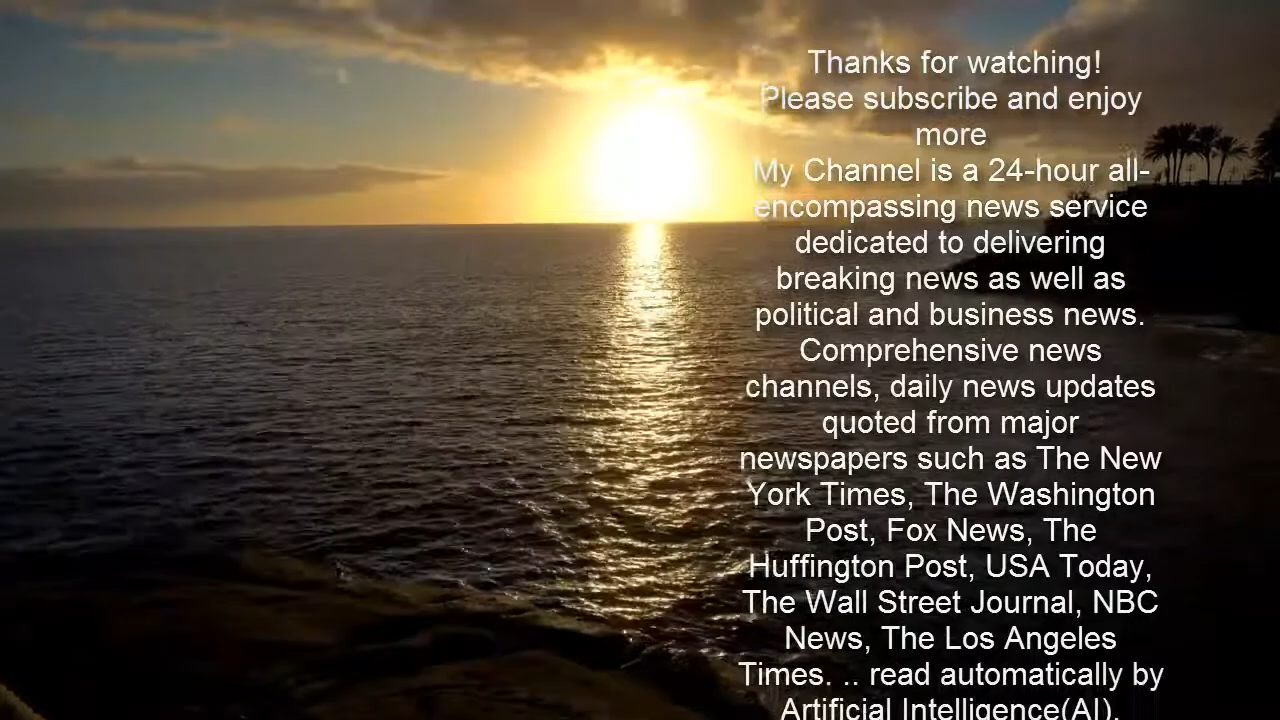 Thanks for watching!
Please subscribe and enjoy
more
My Channel is a 24-hour all-
encompassing news service
dedicated to delivering
breaking news as well as
political and business news.
Comprehensive news
channels, daily news updates
quoted from major
newspapers such as The New
York Times, The Washington
Post, Fox News, The
Huffington Post, USA Today,
The Wall Street Journal, NBC
News, The Los Angeles
Times. .. read automatically by
Artificial Intelligence(AI).